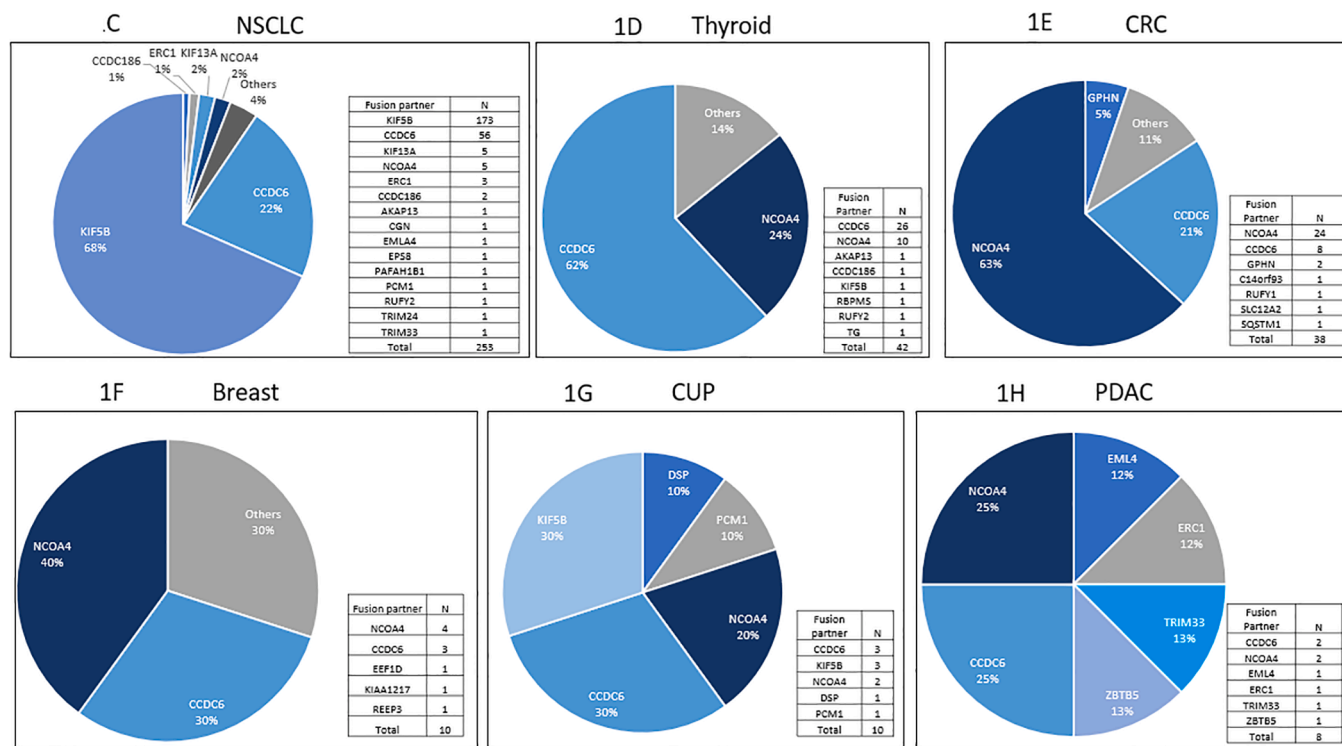 .C NSCLC
CCDC186
1%
ERC1
1%
KIF13A
2%
NCOA4
2%
Others
4%
CCDC6
22%
KIF5B
68%
Fusion partner N
KIF5B 173
CCDC6 56
KIF13A 5
NCOA4 5
ERC1 3
CCDC186 2
AKAP13 1
CGN 1
EMLA4 1
EPS8 1
PAFAH1B1 1
PCM1 1
RUFY2 1
TRIM24 1
TRIM33 1
Total 253
1D Thyroid
Others
14%
NCOA4
24%
CCDC6
62%
Fusion
Partner N
CCDC6 26
NCOA4 10
AKAP13 1
CCDC186 1
KIF5B 1
RBPMS 1
RUFY2 1
TG 1
Total 42
1E CRC
GPHN
5%
Others
11%
CCDC6
21%
NCOA4
63%
Fusion
Partner N
NCOA4 24
CCDC6 8
GPHN 2
C14orf93 1
RUFY1 1
SLC12A2 1
SQSTM1 1
Total 38
1F Breast
Others
30%
NCOA4
40%
CCDC6
30%
Fusion partner N
NCOA4 4
CCDC6 3
EEF1D 1
KIAA1217 1
REEP3 1
Total 10
1G CUP
DSP
10%
PCM1
10%
KIF5B
30%
NCOA4
20%
CCDC6
30%
Fusion
partner N
CCDC6 3
KIF5B 3
NCOA4 2
DSP 1
PCM1 1
Total 10
1H PDAC
EML4
12%
NCOA4
25%
ERC1
12%
TRIM33
13%
CCDC6
25%
ZBTB5
13%
Fusion
Partner N
CCDC6 2
NCOA4 2
EML4 1
ERC1 1
TRIM33 1
ZBTB5 1
Total 8